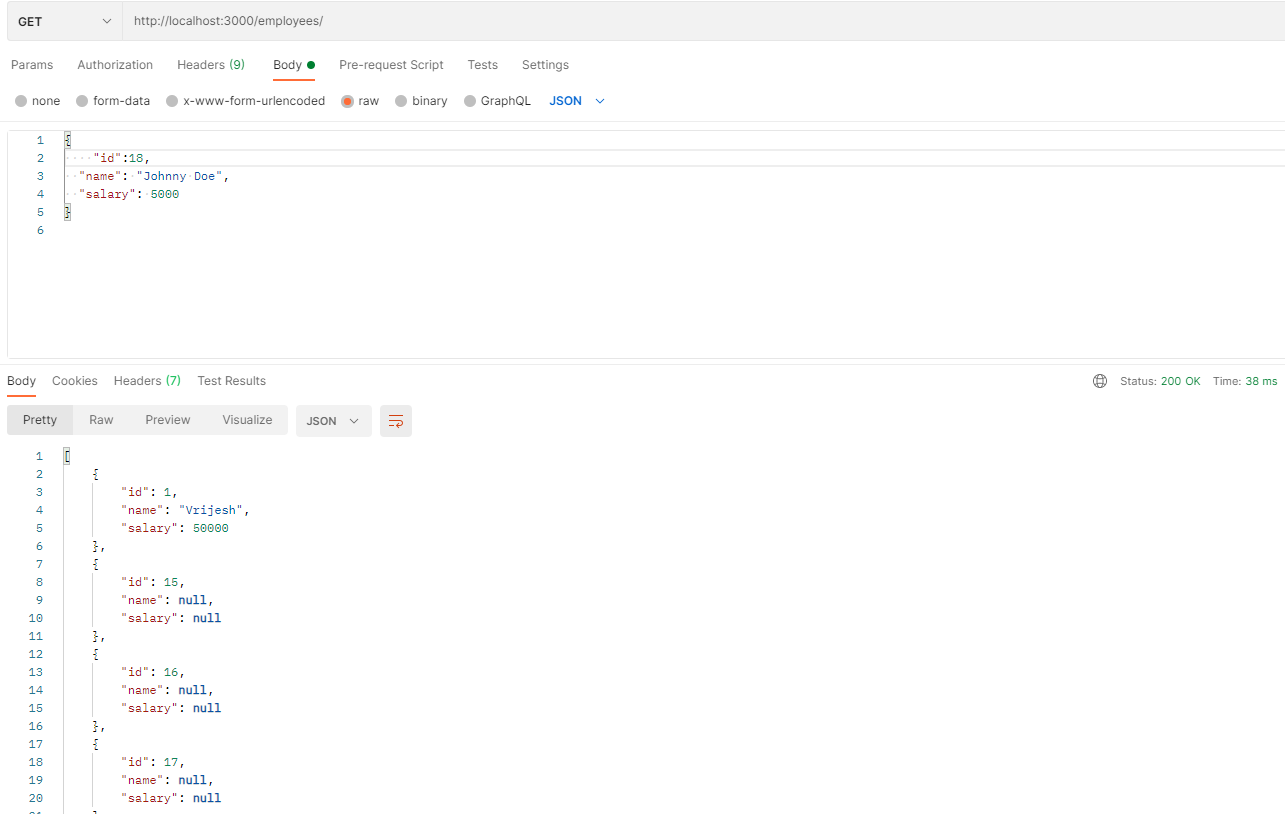 GET http://localhost:3000/employees/
Params Authorization Headers (9) Body Pre-request Script Tests Settings
none form-data x-www-form-urlencoded raw binary GraphQL JSON
1 {
2 ····"id":18,
3 ··"name":·"Johnny·Doe",
4 ··"salary":·5000
5 }
6
Body Cookies Headers (7) Test Results Status: 200 OK Time: 38 ms
Pretty Raw Preview Visualize JSON
1 [
2 {
3 "id": 1,
4 "name": "Vrijesh",
5 "salary": 50000
6 },
7 {
8 "id": 15,
9 "name": null,
10 "salary": null
11 },
12 {
13 "id": 16,
14 "name": null,
15 "salary": null
16 },
17 {
18 "id": 17,
19 "name": null,
20 "salary": null